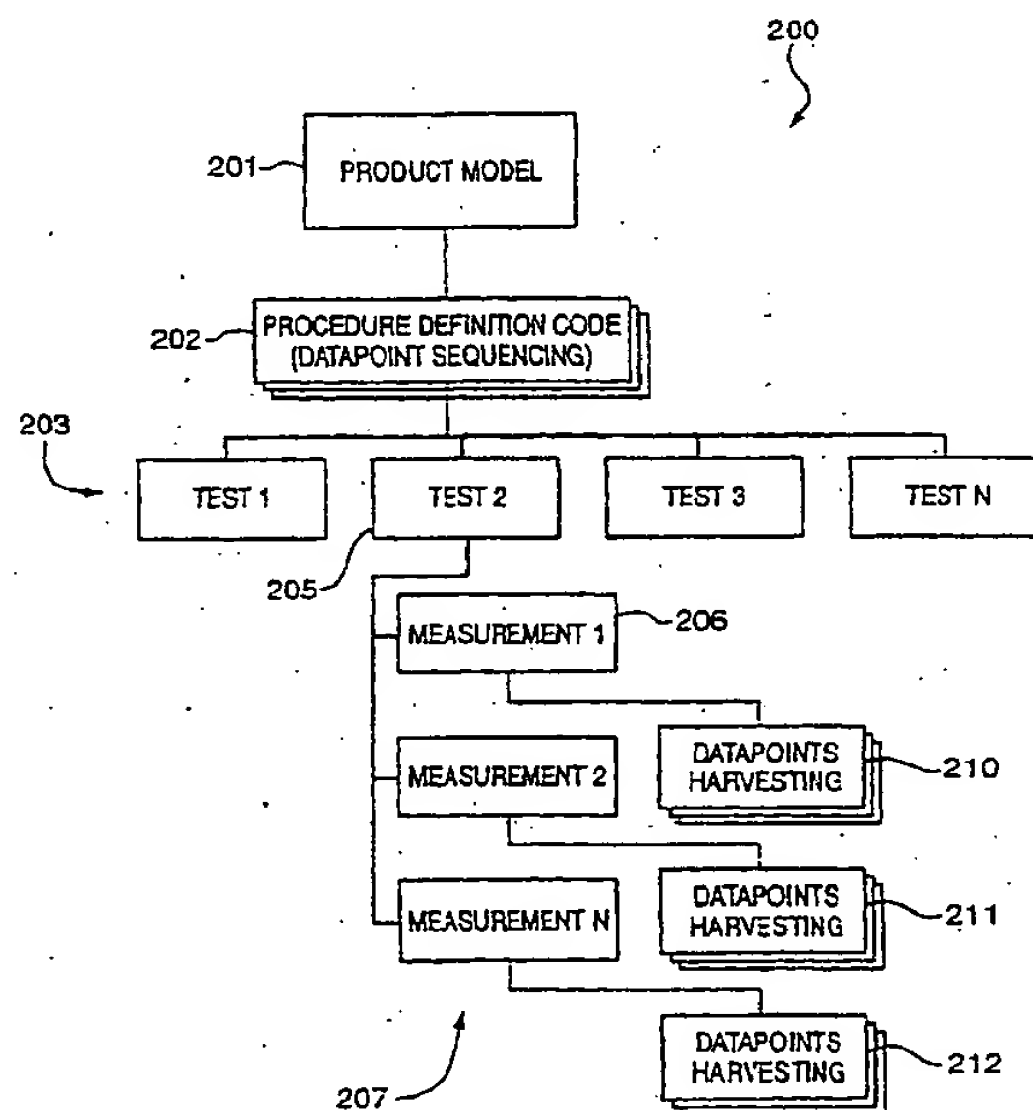 200
201
PRODUCT MODEL
202
PROCEDURE DEFINITION CODE
(DATAPOINT SEQUENCING)
203
TEST 1
TEST 2
TEST 3
TEST N
205
MEASUREMENT 1
206
DATAPOINTS
HARVESTING
210
MEASUREMENT 2
DATAPOINTS
HARVESTING
211
MEASUREMENT N
DATAPOINTS
HARVESTING
212
207